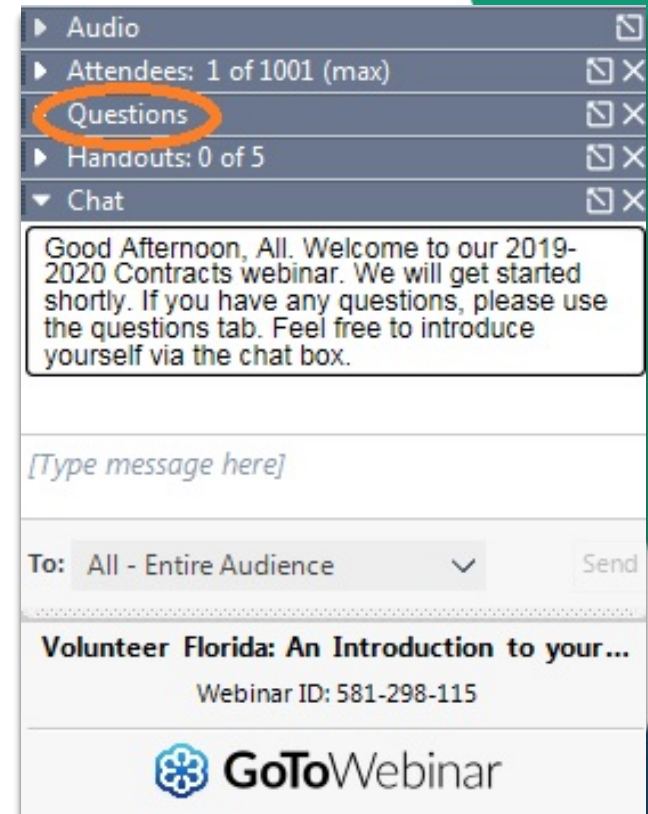 Audio
Attendees: 1 of 1001 (max)
Questions
Handouts: 0 of 5
Chat
Good Afternoon, All. Welcome to our 2019-
2020 Contracts webinar. We will get started
shortly. If you have any questions, please use
the questions tab. Feel free to introduce
yourself via the chat box.
[Type message here]
To: All - Entire Audience Send
Volunteer Florida: An Introduction to your...
Webinar ID: 581-298-115
GoToWebinar